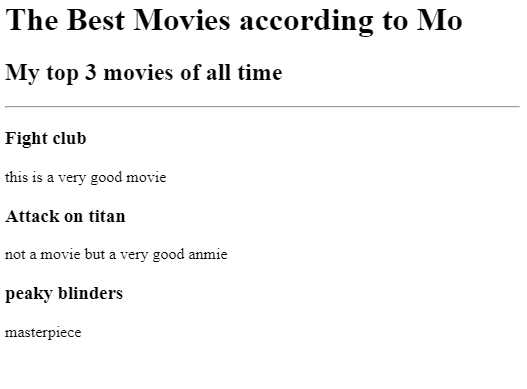 The Best Movies according to Mo
My top 3 movies of all time
Fight club
this is a very good movie
Attack on titan
not a movie but a very good anmie
peaky blinders
masterpiece